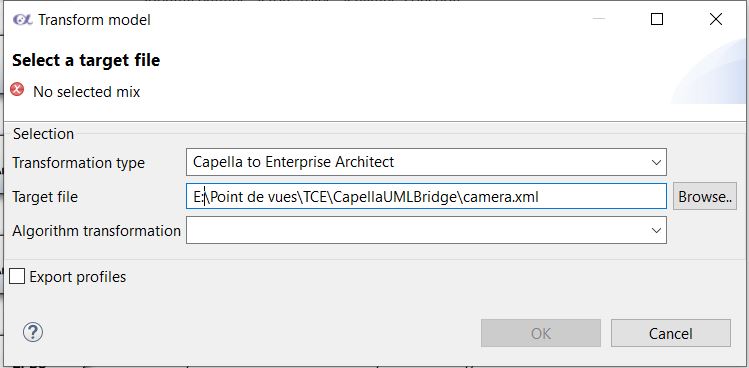 Transform model
Select a target file
No selected mix
Selection
Transformation type
Capella to Enterprise Architect
Target file
E:\Point de vues\TCE\CapellaUMLBridge\camera.xml
Browse..
Algorithm transformation
Export profiles
?
OK
Cancel